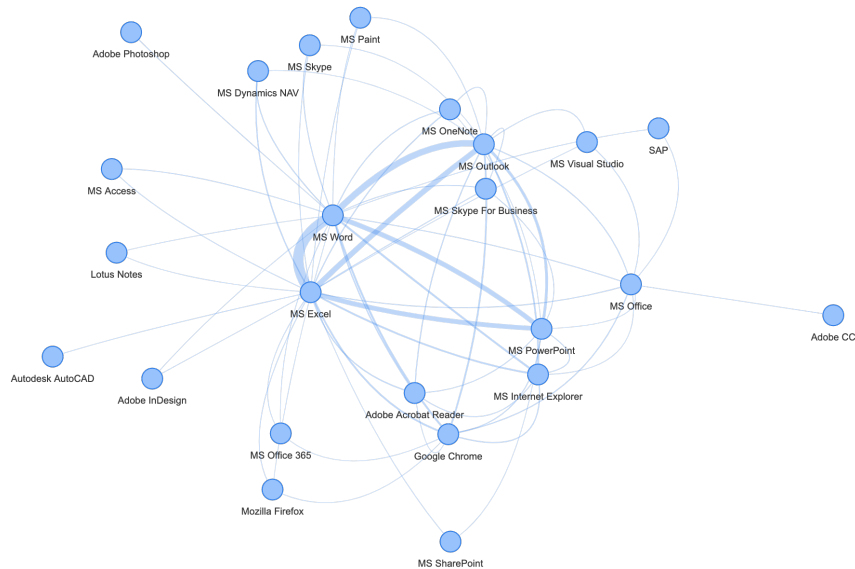 MS Paint
Adobe Photoshop
MS Skype
MS Dynamics NAV
MS OneNote
SAP
MS Visual Studio
MS Outlook
MS Access
MS Skype For Business
MS Word
Lotus Notes
MS Office
MS Excel
Adobe CC
MS PowerPoint
Autodesk AutoCAD
MS Internet Explorer
Adobe InDesign
Adobe Acrobat Reader
MS Office 365
Google Chrome
Mozilla Firefox
MS SharePoint